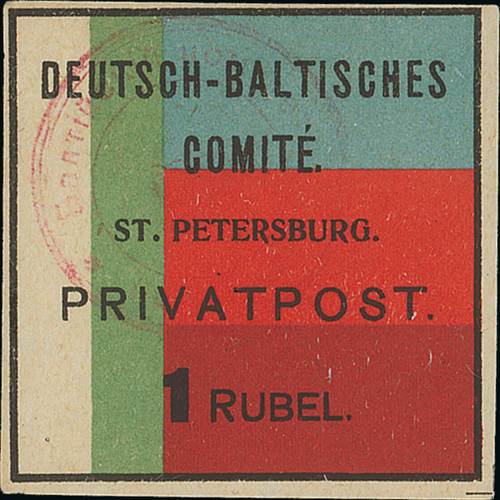 DEUTSCH-BALTISCHES
COMITÉ.
ST. PETERSBURG.
PRIVATPOST.
1 RUBEL.